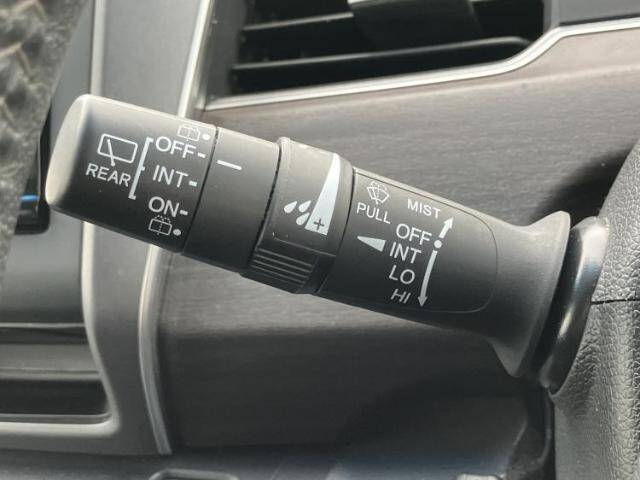 OFF-
INT-
ON-
REAR
PULL
MIST
OFF
INT
LO
HI